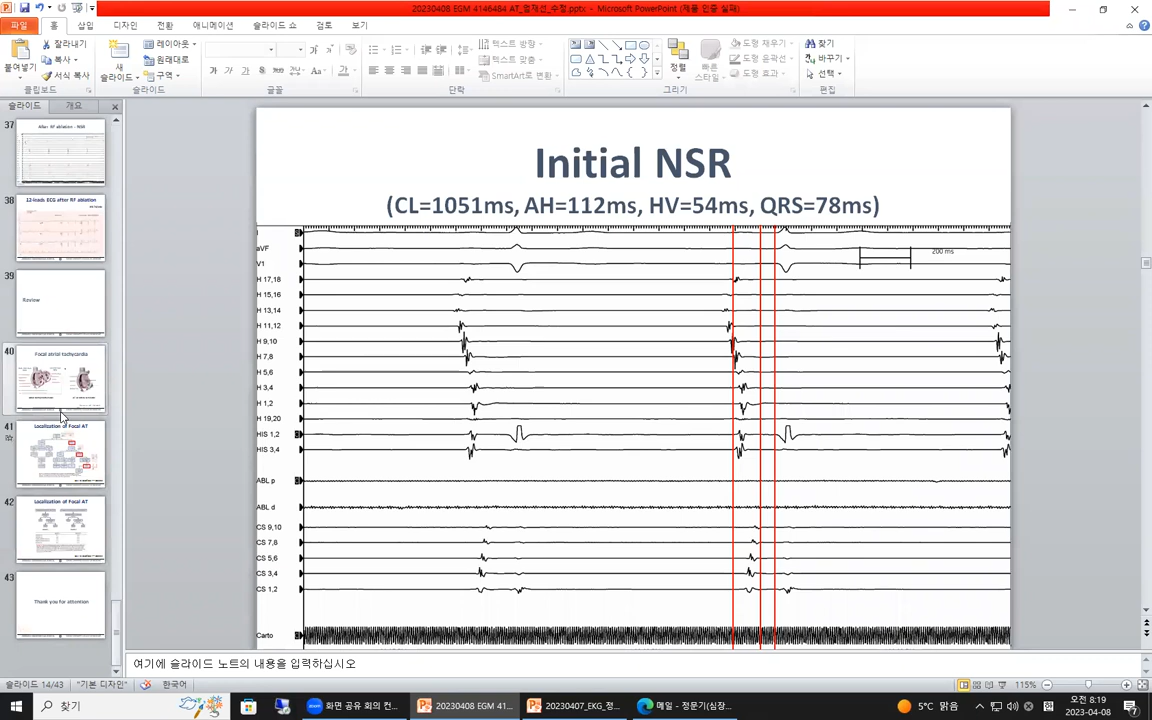 20230408 EGM 4146484 AT_엄재선_수정.pptx - Microsoft PowerPoint (제품 인증 실패)
파일 홈 삽입 디자인 전환 애니메이션 슬라이드 쇼 검토 보기
붙여넣기 잘라내기 복사 서식 복사 클립보드
새 슬라이드 레이아웃 원래대로 구역 슬라이드
글꼴
텍스트 방향 텍스트 맞춤 SmartArt로 변환 단락
정렬 빠른 스타일 도형 채우기 도형 윤곽선 도형 효과 그리기
찾기 바꾸기 선택 편집
슬라이드 개요
37
After RF ablation - NSR
38
12-leads ECG after RF ablation
39
Review
40
Focal atrial tachycardia
41
Localization of Focal AT
42
Localization of Focal AT
43
Thank you for attention
Initial NSR
(CL=1051ms, AH=112ms, HV=54ms, QRS=78ms)
I
aVF
V1
200 ms
H 17,18
H 15,16
H 13,14
H 11,12
H 9,10
H 7,8
H 5,6
H 3,4
H 1,2
H 19,20
HIS 1,2
HIS 3,4
ABL p
ABL d
CS 9,10
CS 7,8
CS 5,6
CS 3,4
CS 1,2
Carto
여기에 슬라이드 노트의 내용을 입력하십시오
슬라이드 14/43 "기본 디자인" 한국어 115%
찾기
화면 공유 회의 컨...
20230408 EGM 41...
20230407_EKG_정...
메일 - 정문기(심장...
5°C 맑음
오전 8:19
2023-04-08